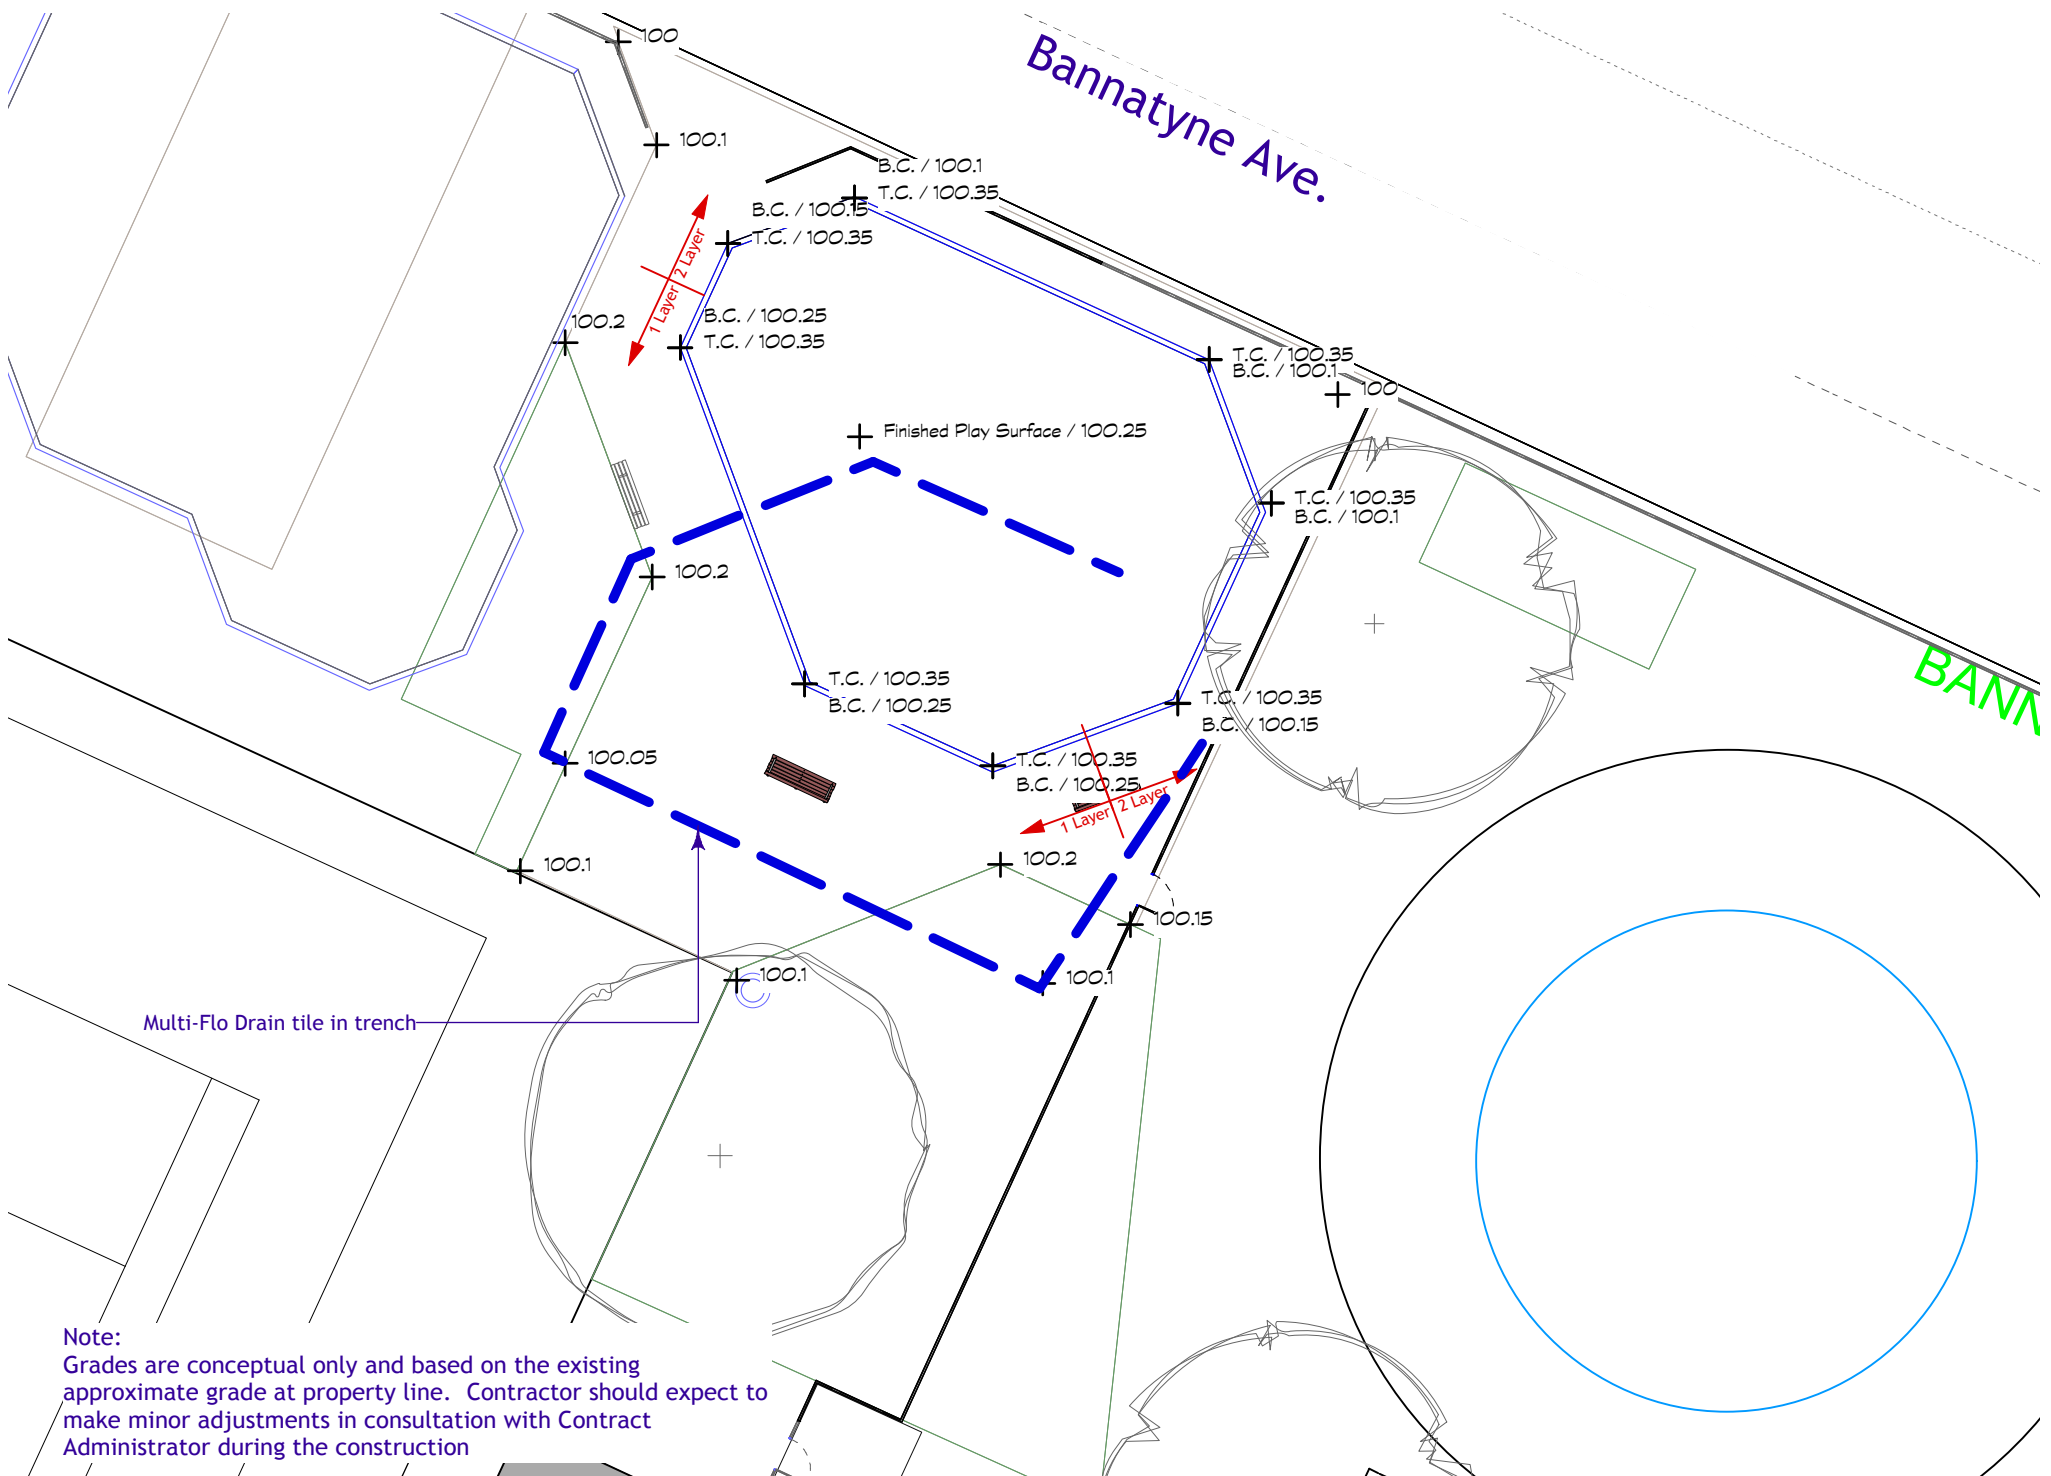 100
Bannatyne Ave.
100.1
B.C. / 100.1
T.C. / 100.35
B.C. / 100.15
T.C. / 100.35
2 Layer
1 Layer
B.C. / 100.25
T.C. / 100.35
100.2
T.C. / 100.35
B.C. / 100.1
100
Finished Play Surface / 100.25
T.C. / 100.35
B.C. / 100.1
100.2
T.C. / 100.35
B.C. / 100.25
T.C. / 100.35
B.C. / 100.15
BANN
100.05
T.C. / 100.35
B.C. / 100.25
1 Layer
2 Layer
100.1
100.2
100.15
100.1
100.1
Multi-Flo Drain tile in trench
Note:
Grades are conceptual only and based on the existing
approximate grade at property line.  Contractor should expect to
make minor adjustments in consultation with Contract
Administrator during the construction